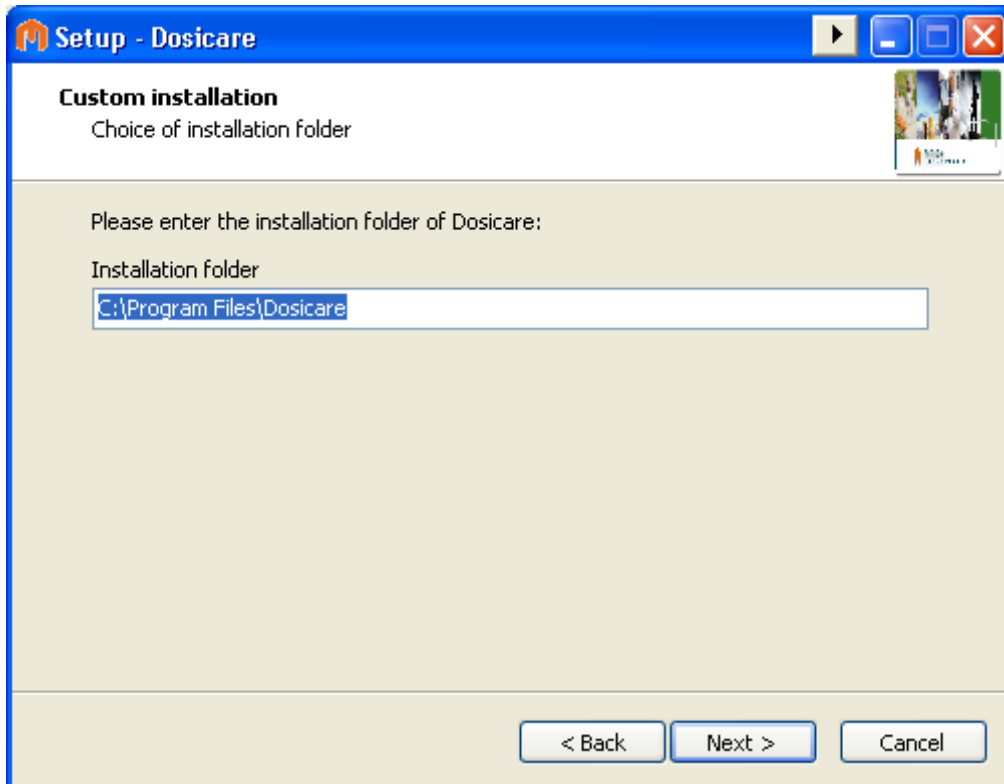 Setup - Dosicare
Custom installation
Choice of installation folder
Please enter the installation folder of Dosicare:
Installation folder
C:\Program Files\Dosicare
< Back
Next >
Cancel